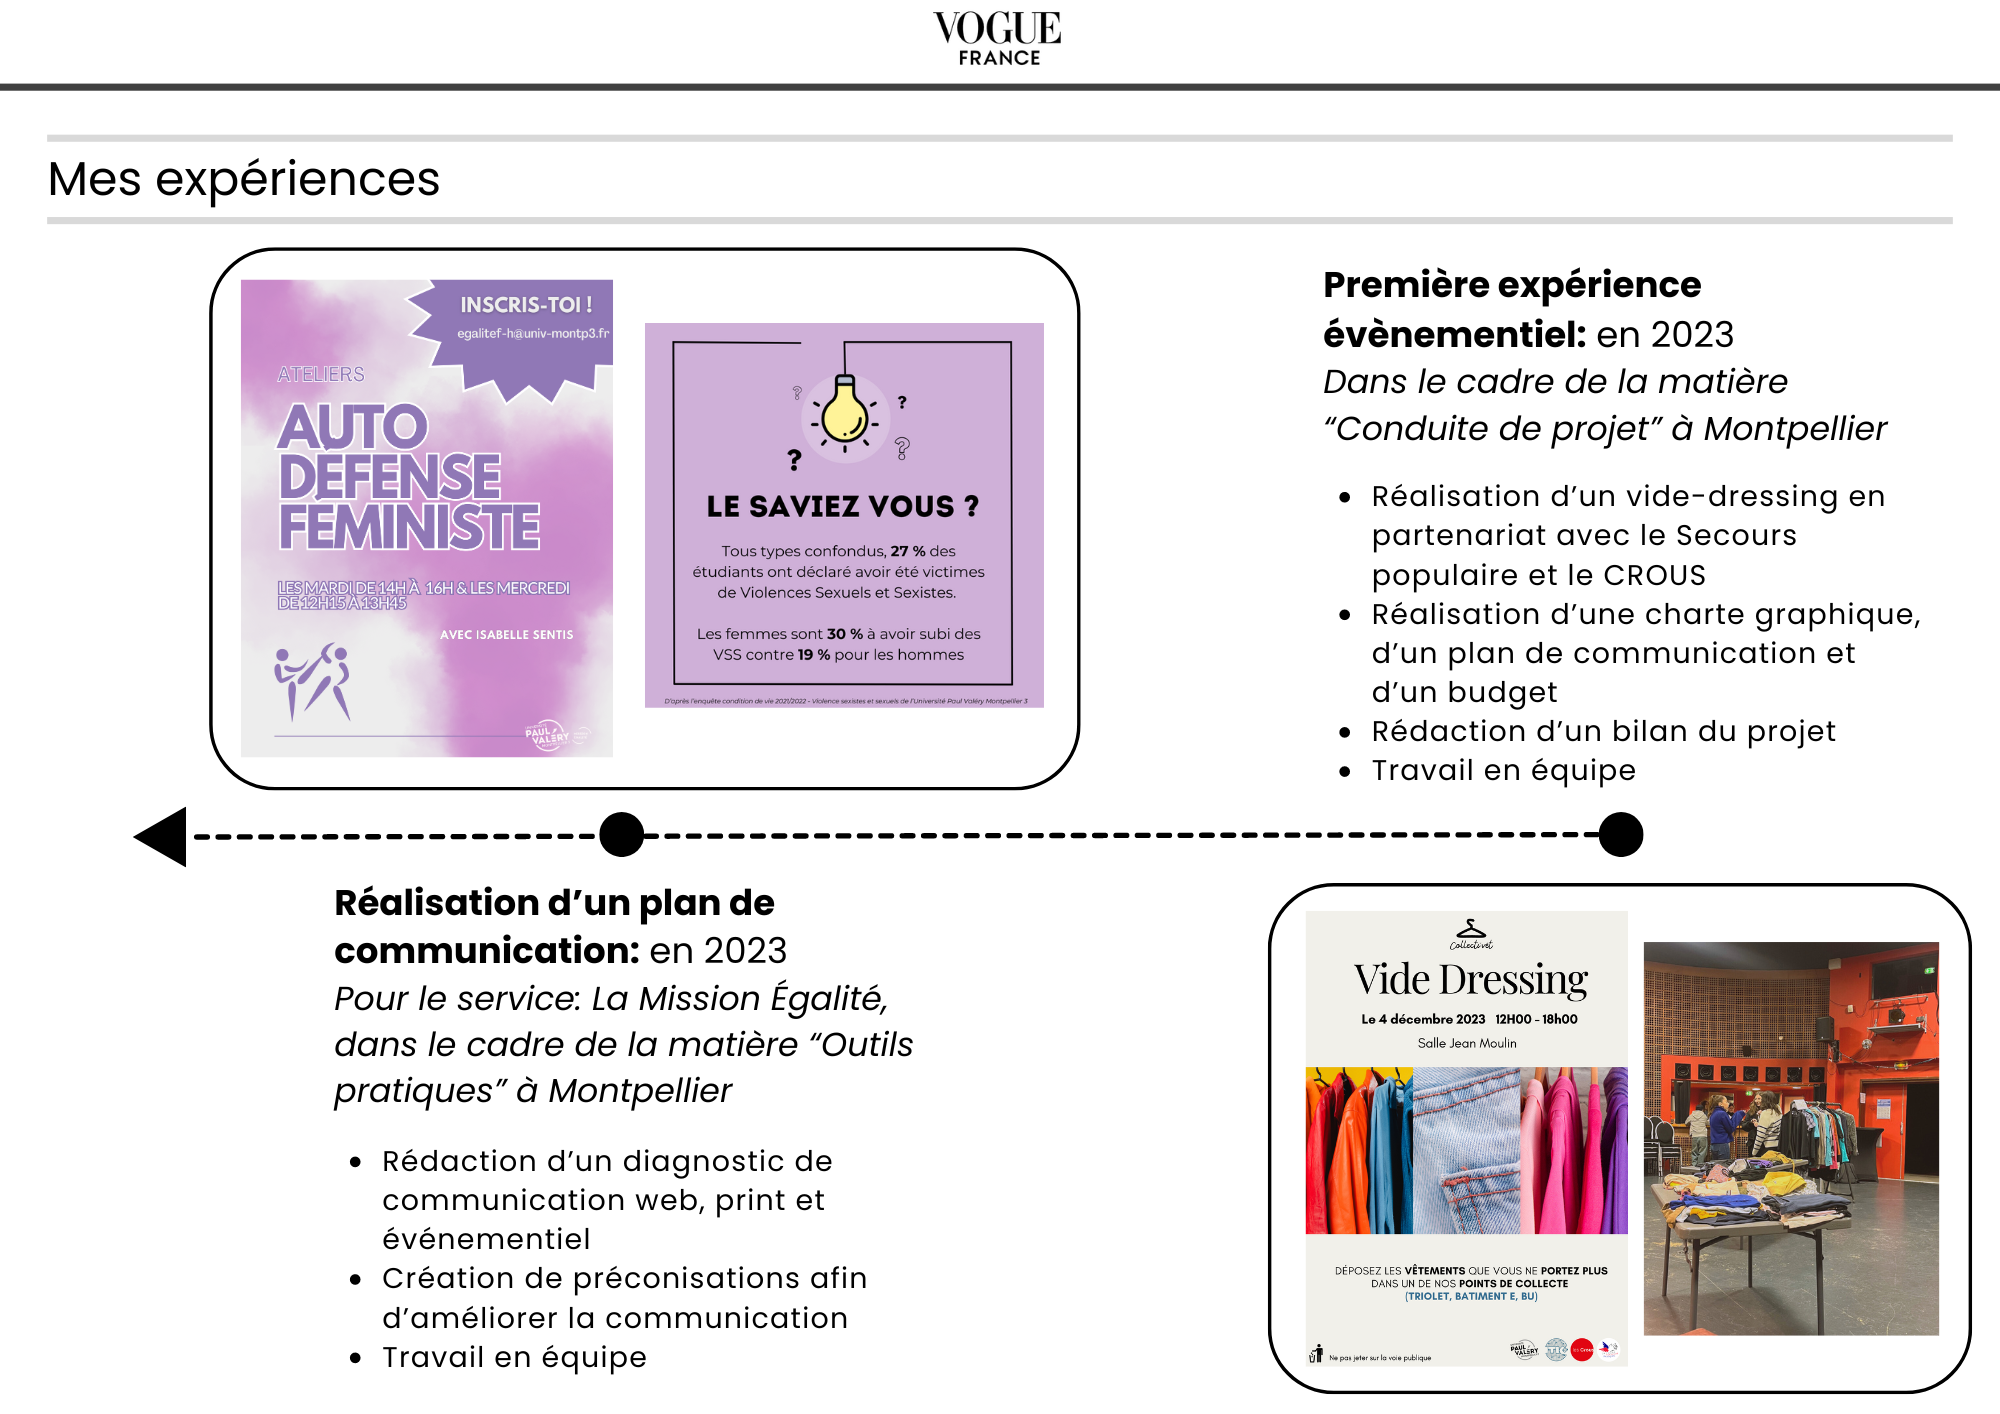 VOGUE
FRANCE
Mes expériences
INSCRIS-TOI !
egalitef-h@univ-montp3.fr
ATELIERS
AUTO
DÉFENSE
FÉMINISTE
LES MARDI DE 14H À 16H & LES MERCREDI
DE 12H15 À 13H45
AVEC ISABELLE SENTIS
PAUL
VALÉRY
LE SAVIEZ VOUS ?
Tous types confondus, 27 % des
étudiants ont déclaré avoir été victimes
de Violences Sexuels et Sexistes.
Les femmes sont 30 % à avoir subi des
VSS contre 19 % pour les hommes
D'après l'enquête condition de vie 2021/2022 - Violence sexistes et sexuels de l'Université Paul Valéry Montpellier 3
Première expérience
évènementiel: en 2023
Dans le cadre de la matière
“Conduite de projet” à Montpellier
• Réalisation d’un vide-dressing en
partenariat avec le Secours
populaire et le CROUS
• Réalisation d’une charte graphique,
d’un plan de communication et
d’un budget
• Rédaction d’un bilan du projet
• Travail en équipe
Réalisation d’un plan de
communication: en 2023
Pour le service: La Mission Égalité,
dans le cadre de la matière “Outils
pratiques” à Montpellier
• Rédaction d’un diagnostic de
communication web, print et
événementiel
• Création de préconisations afin
d’améliorer la communication
• Travail en équipe
Collectivet
Vide Dressing
Le 4 décembre 2023 12H00 - 18h00
Salle Jean Moulin
DÉPOSEZ LES VÊTEMENTS QUE VOUS NE PORTEZ PLUS
DANS UN DE NOS POINTS DE COLLECTE
(TRIOLET, BATIMENT E, BU)
Ne pas jeter sur la voie publique
PAUL
VALÉRY
les Crous